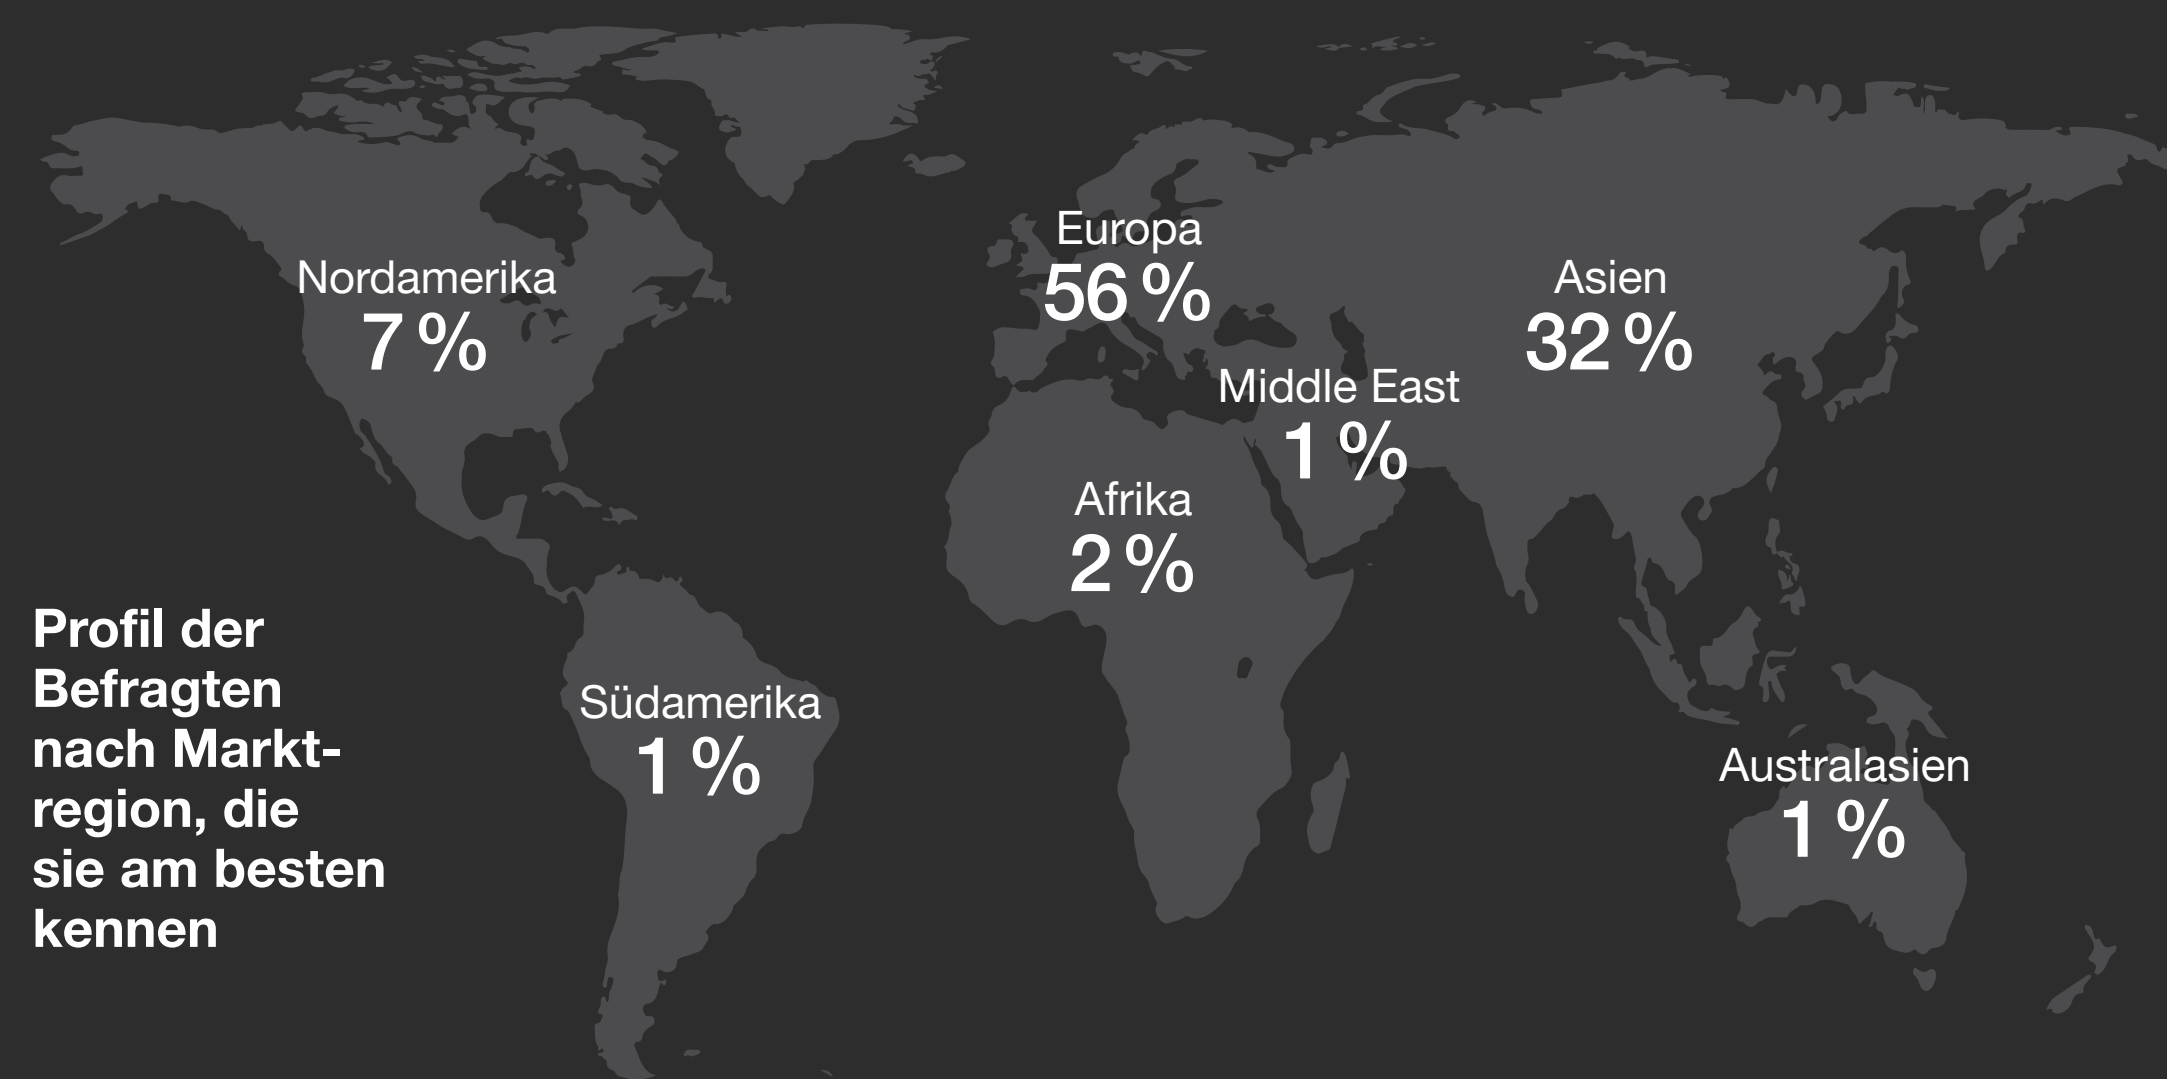 Europa
56 %
Nordamerika
7 %
Asien
32 %
Middle East
1 %
Afrika
2 %
Südamerika
1 %
Australasien
1 %
Profil der
Befragten
nach Markt-
region, die
sie am besten
kennen